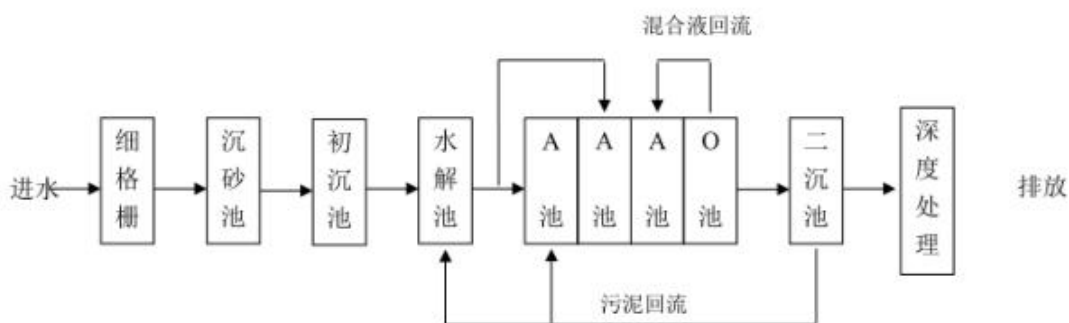 混合液回流
进水
细格栅
沉砂池
初沉池
水解池
A池
A池
A池
O池
二沉池
深度处理
排放
污泥回流